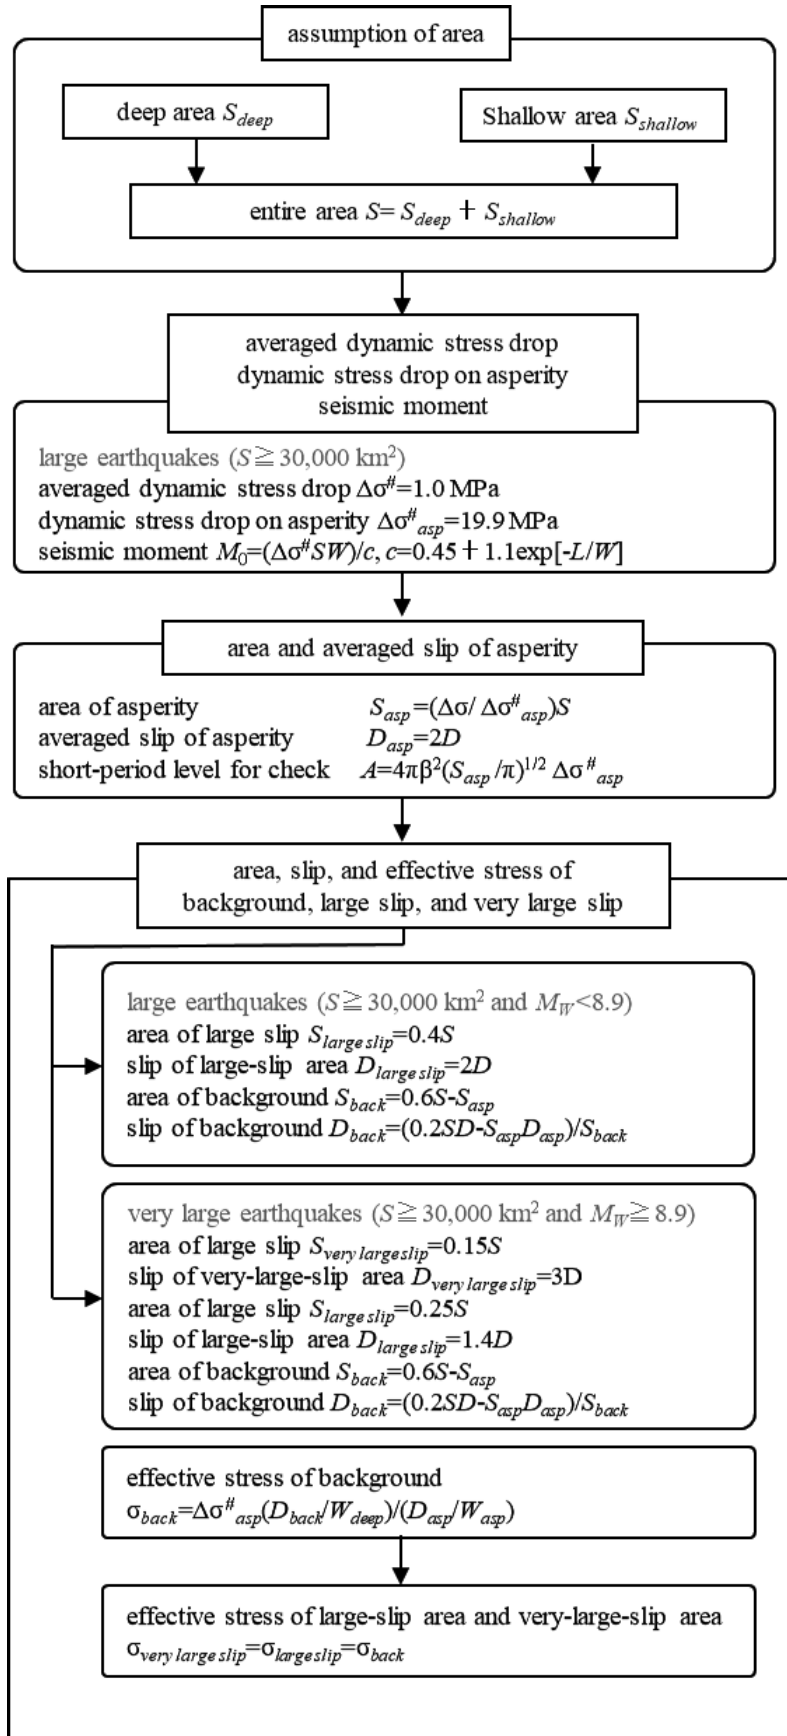 assumption of area
deep area S_deep
Shallow area S_shallow
entire area S= S_deep + S_shallow
averaged dynamic stress drop
dynamic stress drop on asperity
seismic moment
large earthquakes (S≧30,000 km²)
averaged dynamic stress drop Δσ^#=1.0 MPa
dynamic stress drop on asperity Δσ^#_asp=19.9 MPa
seismic moment M_0=(Δσ^#SW)/c, c=0.45+1.1exp[-L/W]
area and averaged slip of asperity
area of asperity S_asp=(Δσ/Δσ^#_asp)S
averaged slip of asperity D_asp=2D
short-period level for check A=4πβ²(S_asp/π)^1/2 Δσ^#_asp
area, slip, and effective stress of
background, large slip, and very large slip
large earthquakes (S≧30,000 km² and M_W<8.9)
area of large slip S_large slip=0.4S
slip of large-slip area D_large slip=2D
area of background S_back=0.6S-S_asp
slip of background D_back=(0.2SD-S_aspD_asp)/S_back
very large earthquakes (S≧30,000 km² and M_W≧8.9)
area of large slip S_very large slip=0.15S
slip of very-large-slip area D_very large slip=3D
area of large slip S_large slip=0.25S
slip of large-slip area D_large slip=1.4D
area of background S_back=0.6S-S_asp
slip of background D_back=(0.2SD-S_aspD_asp)/S_back
effective stress of background
σ_back=Δσ^#_asp(D_back/W_deep)/(D_asp/W_asp)
effective stress of large-slip area and very-large-slip area
σ_very large slip=σ_large slip=σ_back